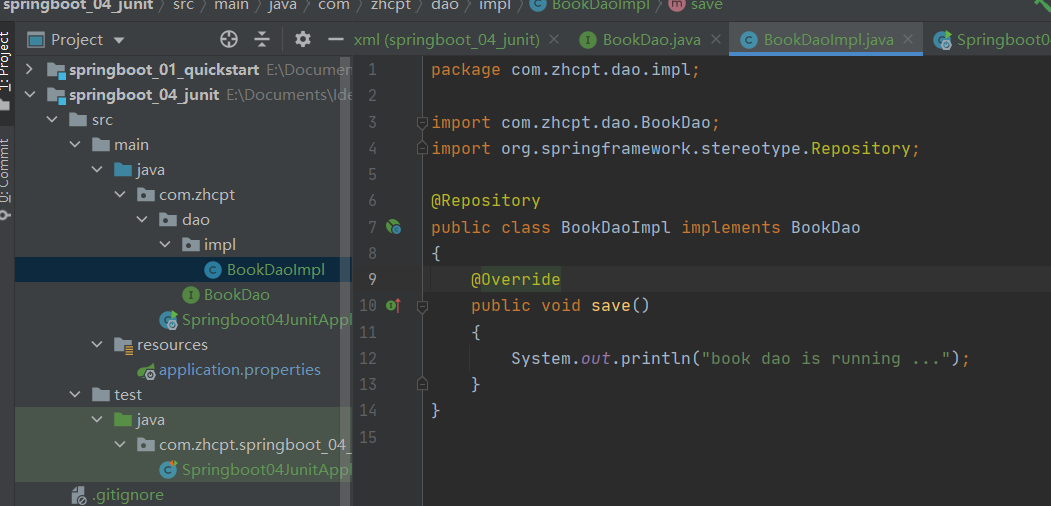 springboot_04_junit src main java com zhcpt dao impl BookDaoImpl save
Project
xml (springboot_04_junit) BookDao.java BookDaoImpl.java Springboot0
1: Project
0: Commit
springboot_01_quickstart E:\Documen
springboot_04_junit E:\Documents\Ide
src
main
java
com.zhcpt
dao
impl
BookDaoImpl
BookDao
Springboot04JunitAppl
resources
application.properties
test
java
com.zhcpt.springboot_04_
Springboot04JunitAppl
.gitignore
1 package com.zhcpt.dao.impl;
2
3 import com.zhcpt.dao.BookDao;
4 import org.springframework.stereotype.Repository;
5
6 @Repository
7 public class BookDaoImpl implements BookDao
8 {
9 @Override
10 public void save()
11 {
12 System.out.println("book dao is running ...");
13 }
14 }
15